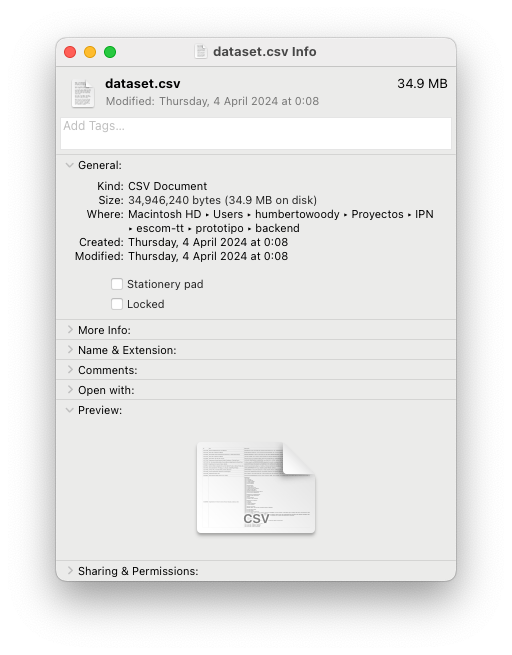 dataset.csv Info
dataset.csv 34.9 MB
Modified: Thursday, 4 April 2024 at 0:08
Add Tags...
General:
Kind: CSV Document
Size: 34,946,240 bytes (34.9 MB on disk)
Where: Macintosh HD ▸ Users ▸ humbertowoody ▸ Proyectos ▸ IPN
▸ escom-tt ▸ prototipo ▸ backend
Created: Thursday, 4 April 2024 at 0:08
Modified: Thursday, 4 April 2024 at 0:08
Stationery pad
Locked
More Info:
Name & Extension:
Comments:
Open with:
Preview:
CSV
Sharing & Permissions: